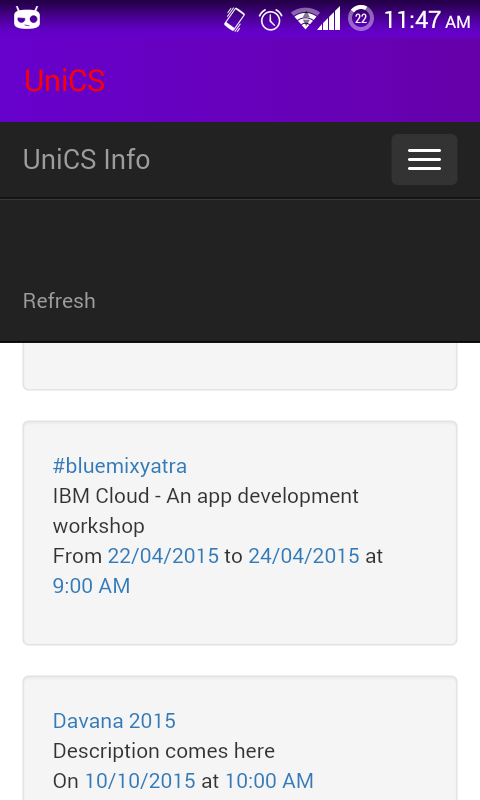 22 11:47 AM
UniCS
UniCS Info
Refresh
#bluemixyatra
IBM Cloud - An app development
workshop
From 22/04/2015 to 24/04/2015 at
9:00 AM
Davana 2015
Description comes here
On 10/10/2015 at 10:00 AM